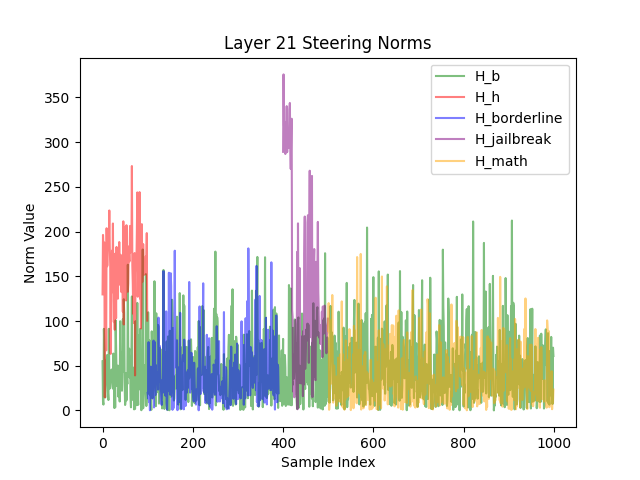 Layer 21 Steering Norms
H_b
H_h
H_borderline
H_jailbreak
H_math
Norm Value
350
300
250
200
150
100
50
0
0 200 400 600 800 1000
Sample Index